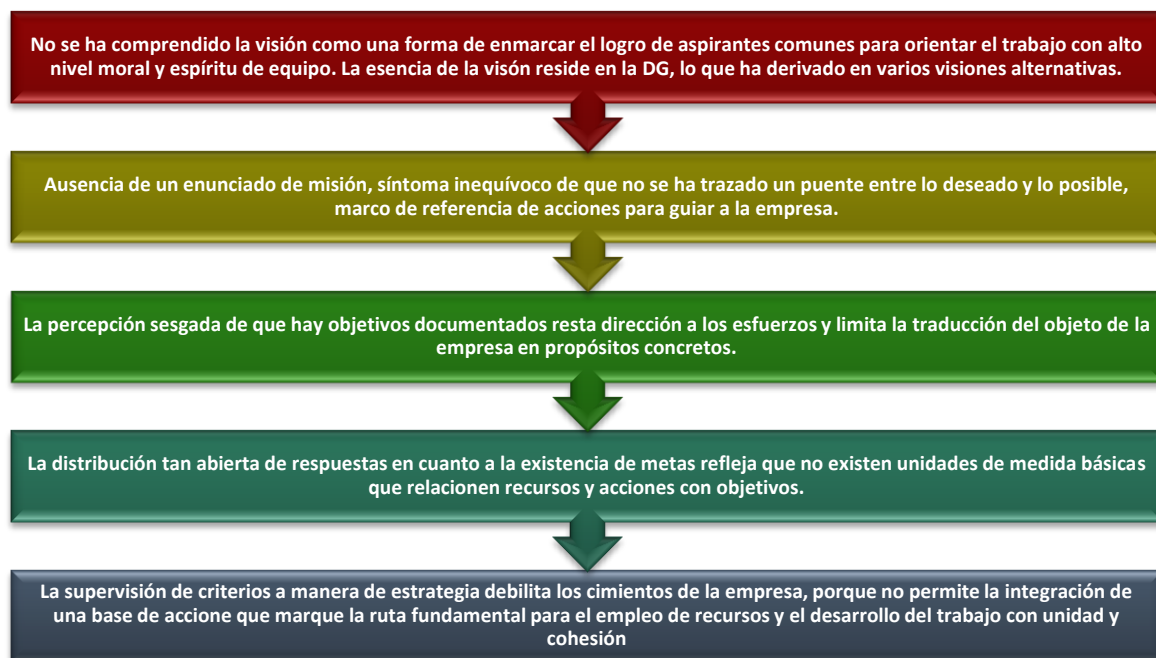 No se ha comprendido la visión como una forma de enmarcar el logro de aspirantes comunes para orientar el trabajo con alto
nivel moral y espíritu de equipo. La esencia de la visón reside en la DG, lo que ha derivado en varios visiones alternativas.
Ausencia de un enunciado de misión, síntoma inequívoco de que no se ha trazado un puente entre lo deseado y lo posible,
marco de referencia de acciones para guiar a la empresa.
La percepción sesgada de que hay objetivos documentados resta dirección a los esfuerzos y limita la traducción del objeto de la
empresa en propósitos concretos.
La distribución tan abierta de respuestas en cuanto a la existencia de metas refleja que no existen unidades de medida básicas
que relacionen recursos y acciones con objetivos.
La supervisión de criterios a manera de estrategia debilita los cimientos de la empresa, porque no permite la integración de
una base de accione que marque la ruta fundamental para el empleo de recursos y el desarrollo del trabajo con unidad y
cohesión